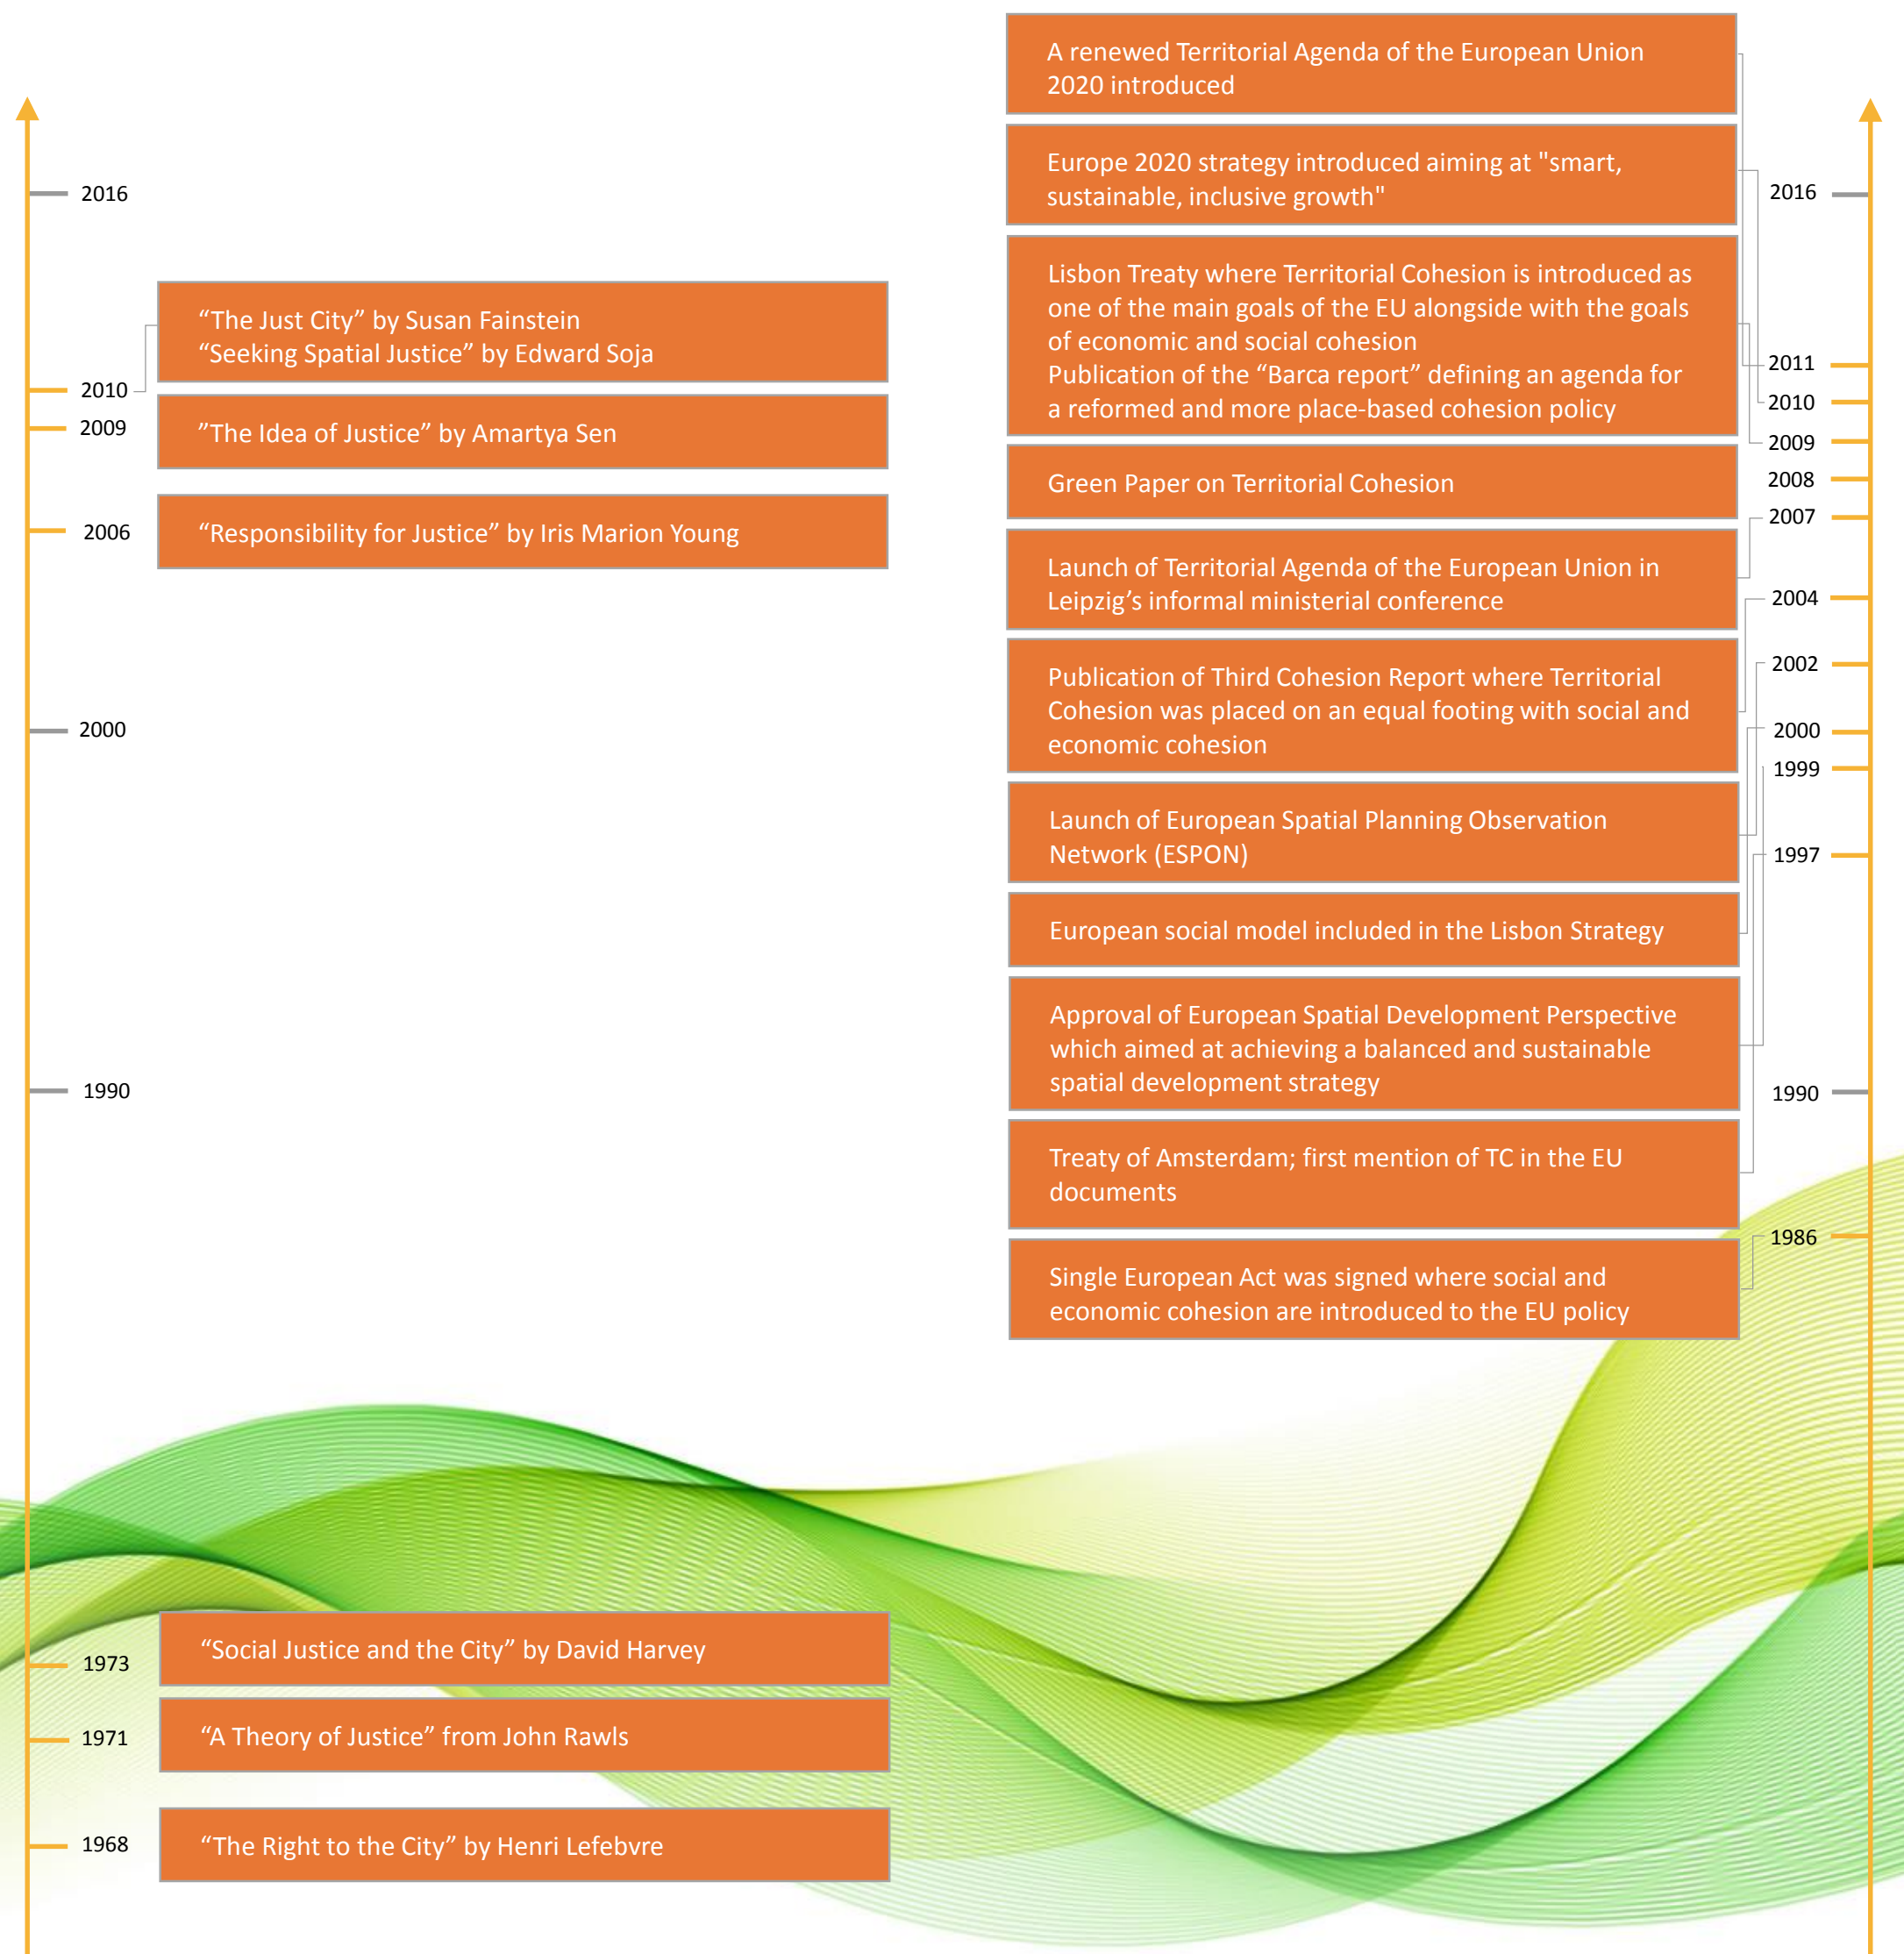 2016
“The Just City” by Susan Fainstein
“Seeking Spatial Justice” by Edward Soja
2010
2009
”The Idea of Justice” by Amartya Sen
2006
“Responsibility for Justice” by Iris Marion Young
2000
1990
1973
“Social Justice and the City” by David Harvey
1971
“A Theory of Justice” from John Rawls
1968
“The Right to the City” by Henri Lefebvre
A renewed Territorial Agenda of the European Union
2020 introduced
Europe 2020 strategy introduced aiming at "smart,
sustainable, inclusive growth"
Lisbon Treaty where Territorial Cohesion is introduced as
one of the main goals of the EU alongside with the goals
of economic and social cohesion
Publication of the “Barca report” defining an agenda for
a reformed and more place-based cohesion policy
Green Paper on Territorial Cohesion
Launch of Territorial Agenda of the European Union in
Leipzig’s informal ministerial conference
Publication of Third Cohesion Report where Territorial
Cohesion was placed on an equal footing with social and
economic cohesion
Launch of European Spatial Planning Observation
Network (ESPON)
European social model included in the Lisbon Strategy
Approval of European Spatial Development Perspective
which aimed at achieving a balanced and sustainable
spatial development strategy
Treaty of Amsterdam; first mention of TC in the EU
documents
Single European Act was signed where social and
economic cohesion are introduced to the EU policy
2016
2011
2010
2009
2008
2007
2004
2002
2000
1999
1997
1990
1986